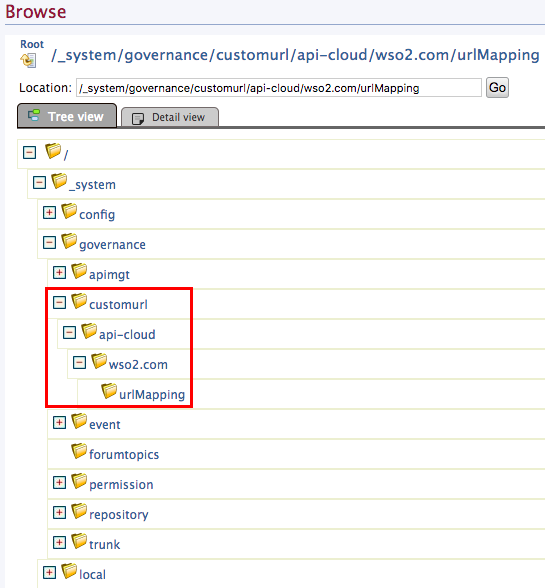 Browse
Root
/_system/governance/customurl/api-cloud/wso2.com/urlMapping
Location: /_system/governance/customurl/api-cloud/wso2.com/urlMapping Go
Tree view Detail view
/
_system
config
governance
apimgt
customurl
api-cloud
wso2.com
urlMapping
event
forumtopics
permission
repository
trunk
local